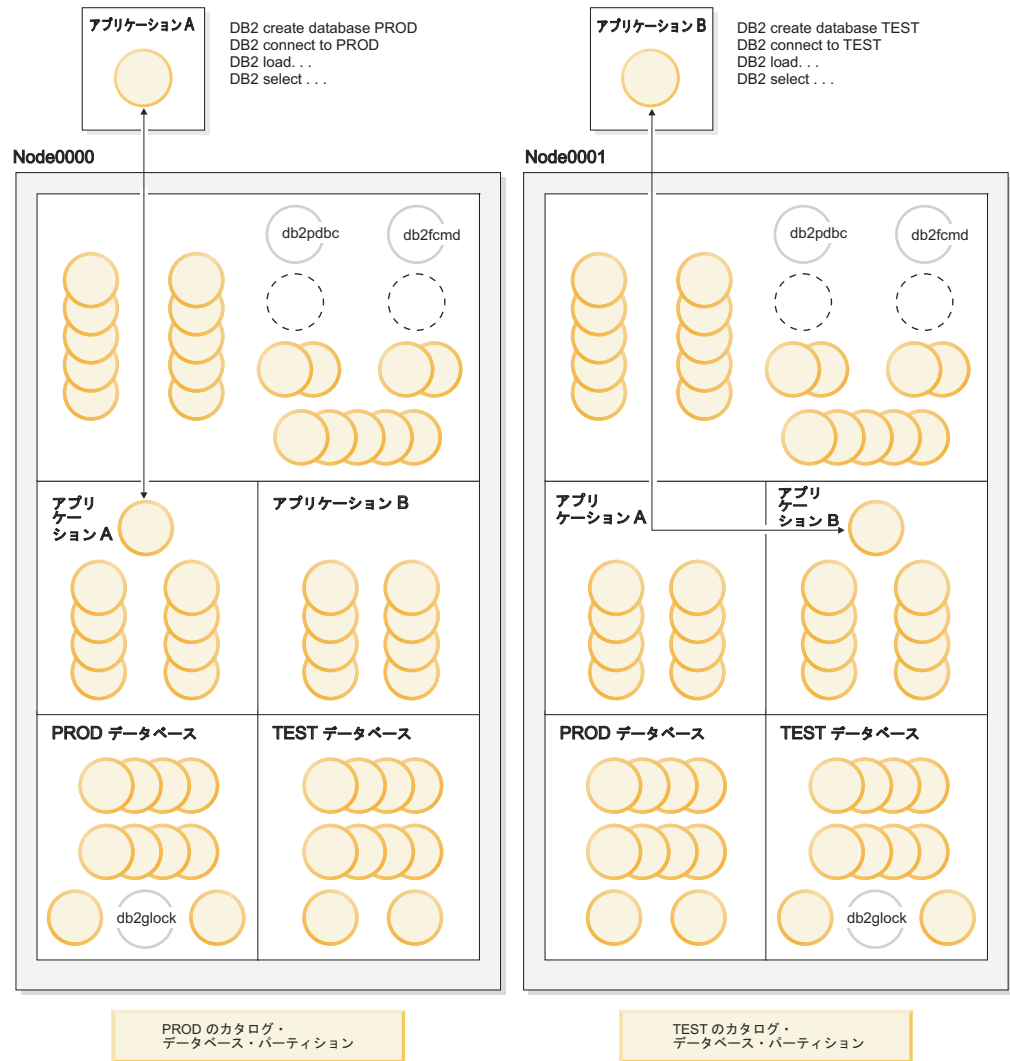 アプリケーション A
DB2 create database PROD
DB2 connect to PROD
DB2 load. . .
DB2 select . . .
アプリケーション B
DB2 create database TEST
DB2 connect to TEST
DB2 load. . .
DB2 select . . .
Node0000
db2pdbc
db2fcmd
アプリ
ケー
ション A
アプリケーション B
PROD データベース
TEST データベース
db2glock
PROD のカタログ・
データベース・パーティション
Node0001
db2pdbc
db2fcmd
アプリ
ケーション A
アプリ
ケー
ション B
PROD データベース
TEST データベース
db2glock
TEST のカタログ・
データベース・パーティション